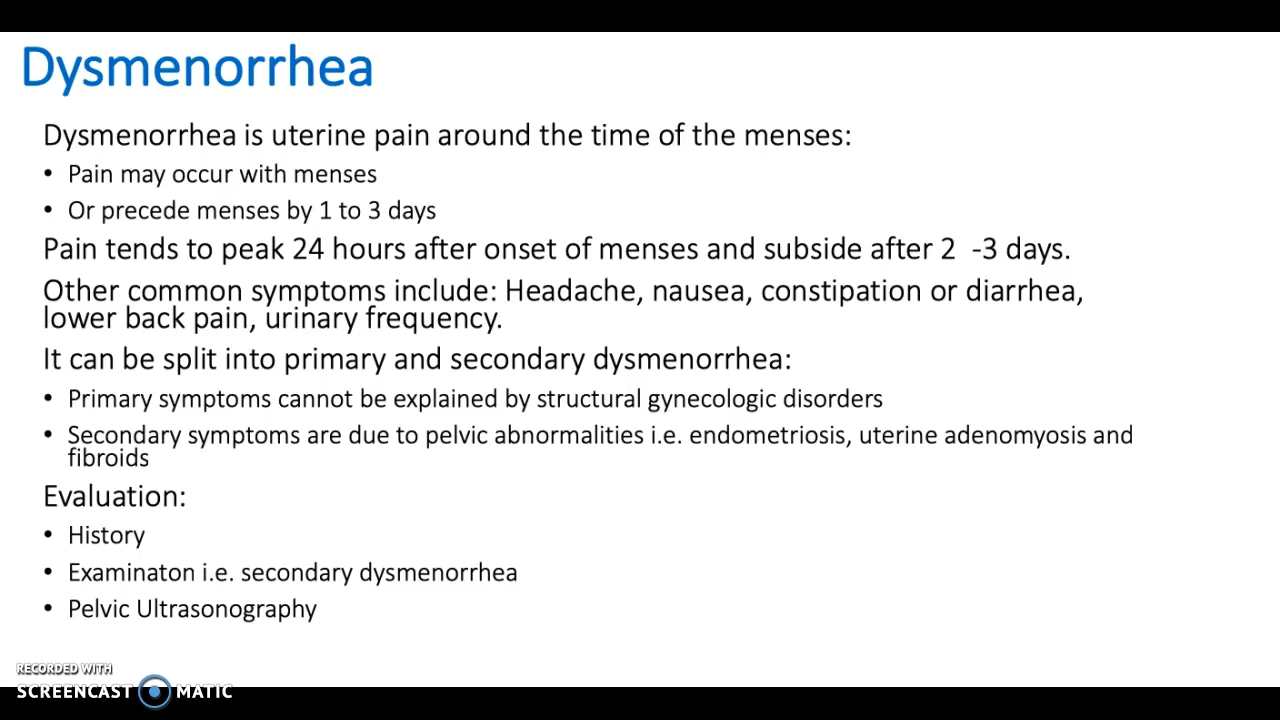 Dysmenorrhea
Dysmenorrhea is uterine pain around the time of the menses:
• Pain may occur with menses
• Or precede menses by 1 to 3 days
Pain tends to peak 24 hours after onset of menses and subside after 2 -3 days.
Other common symptoms include: Headache, nausea, constipation or diarrhea,
lower back pain, urinary frequency.
It can be split into primary and secondary dysmenorrhea:
• Primary symptoms cannot be explained by structural gynecologic disorders
• Secondary symptoms are due to pelvic abnormalities i.e. endometriosis, uterine adenomyosis and
fibroids
Evaluation:
• History
• Examinaton i.e. secondary dysmenorrhea
• Pelvic Ultrasonography
RECORDED WITH
SCREENCAST MATIC